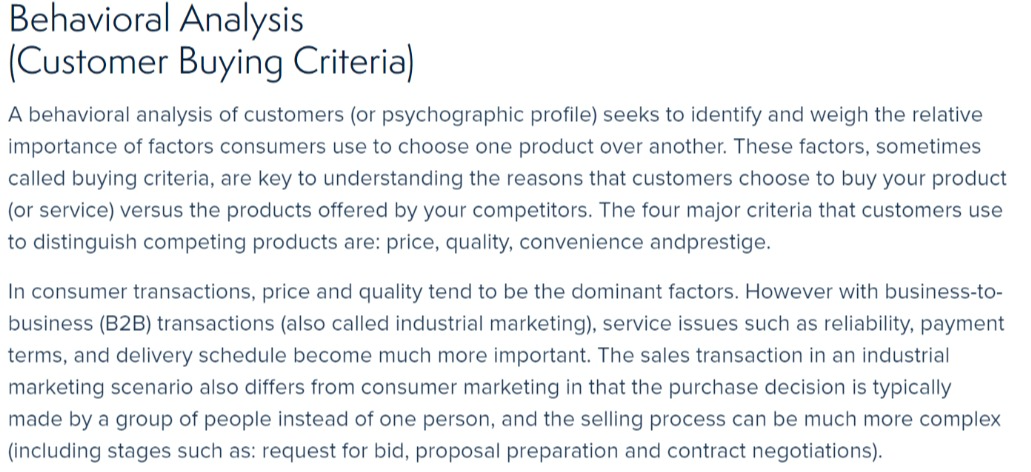 Behavioral Analysis
(Customer Buying Criteria)
A behavioral analysis of customers (or psychographic profile) seeks to identify and weigh the relative
importance of factors consumers use to choose one product over another. These factors, sometimes
called buying criteria, are key to understanding the reasons that customers choose to buy your product
(or service) versus the products offered by your competitors. The four major criteria that customers use
to distinguish competing products are: price, quality, convenience andprestige.
In consumer transactions, price and quality tend to be the dominant factors. However with business-to-
business (B2B) transactions (also called industrial marketing), service issues such as reliability, payment
terms, and delivery schedule become much more important. The sales transaction in an industrial
marketing scenario also differs from consumer marketing in that the purchase decision is typically
made by a group of people instead of one person, and the selling process can be much more complex
(including stages such as: request for bid, proposal preparation and contract negotiations).